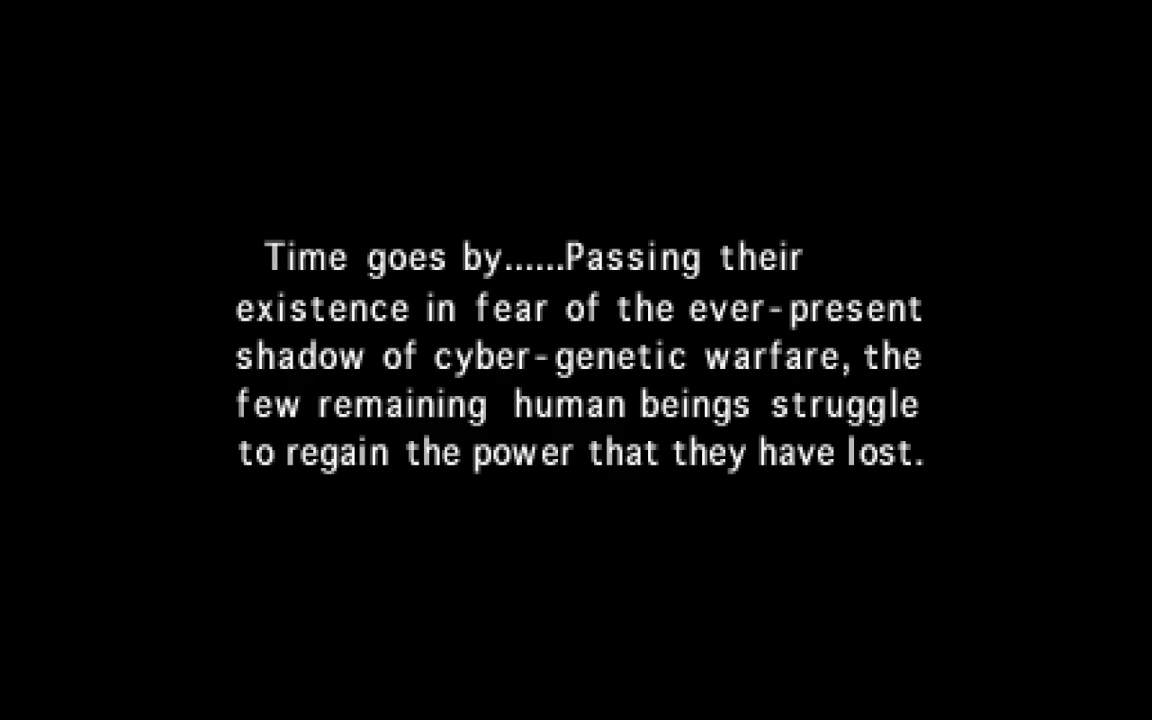 Time goes by......Passing their
existence in fear of the ever-present
shadow of cyber-genetic warfare, the
few remaining human beings struggle
to regain the power that they have lost.